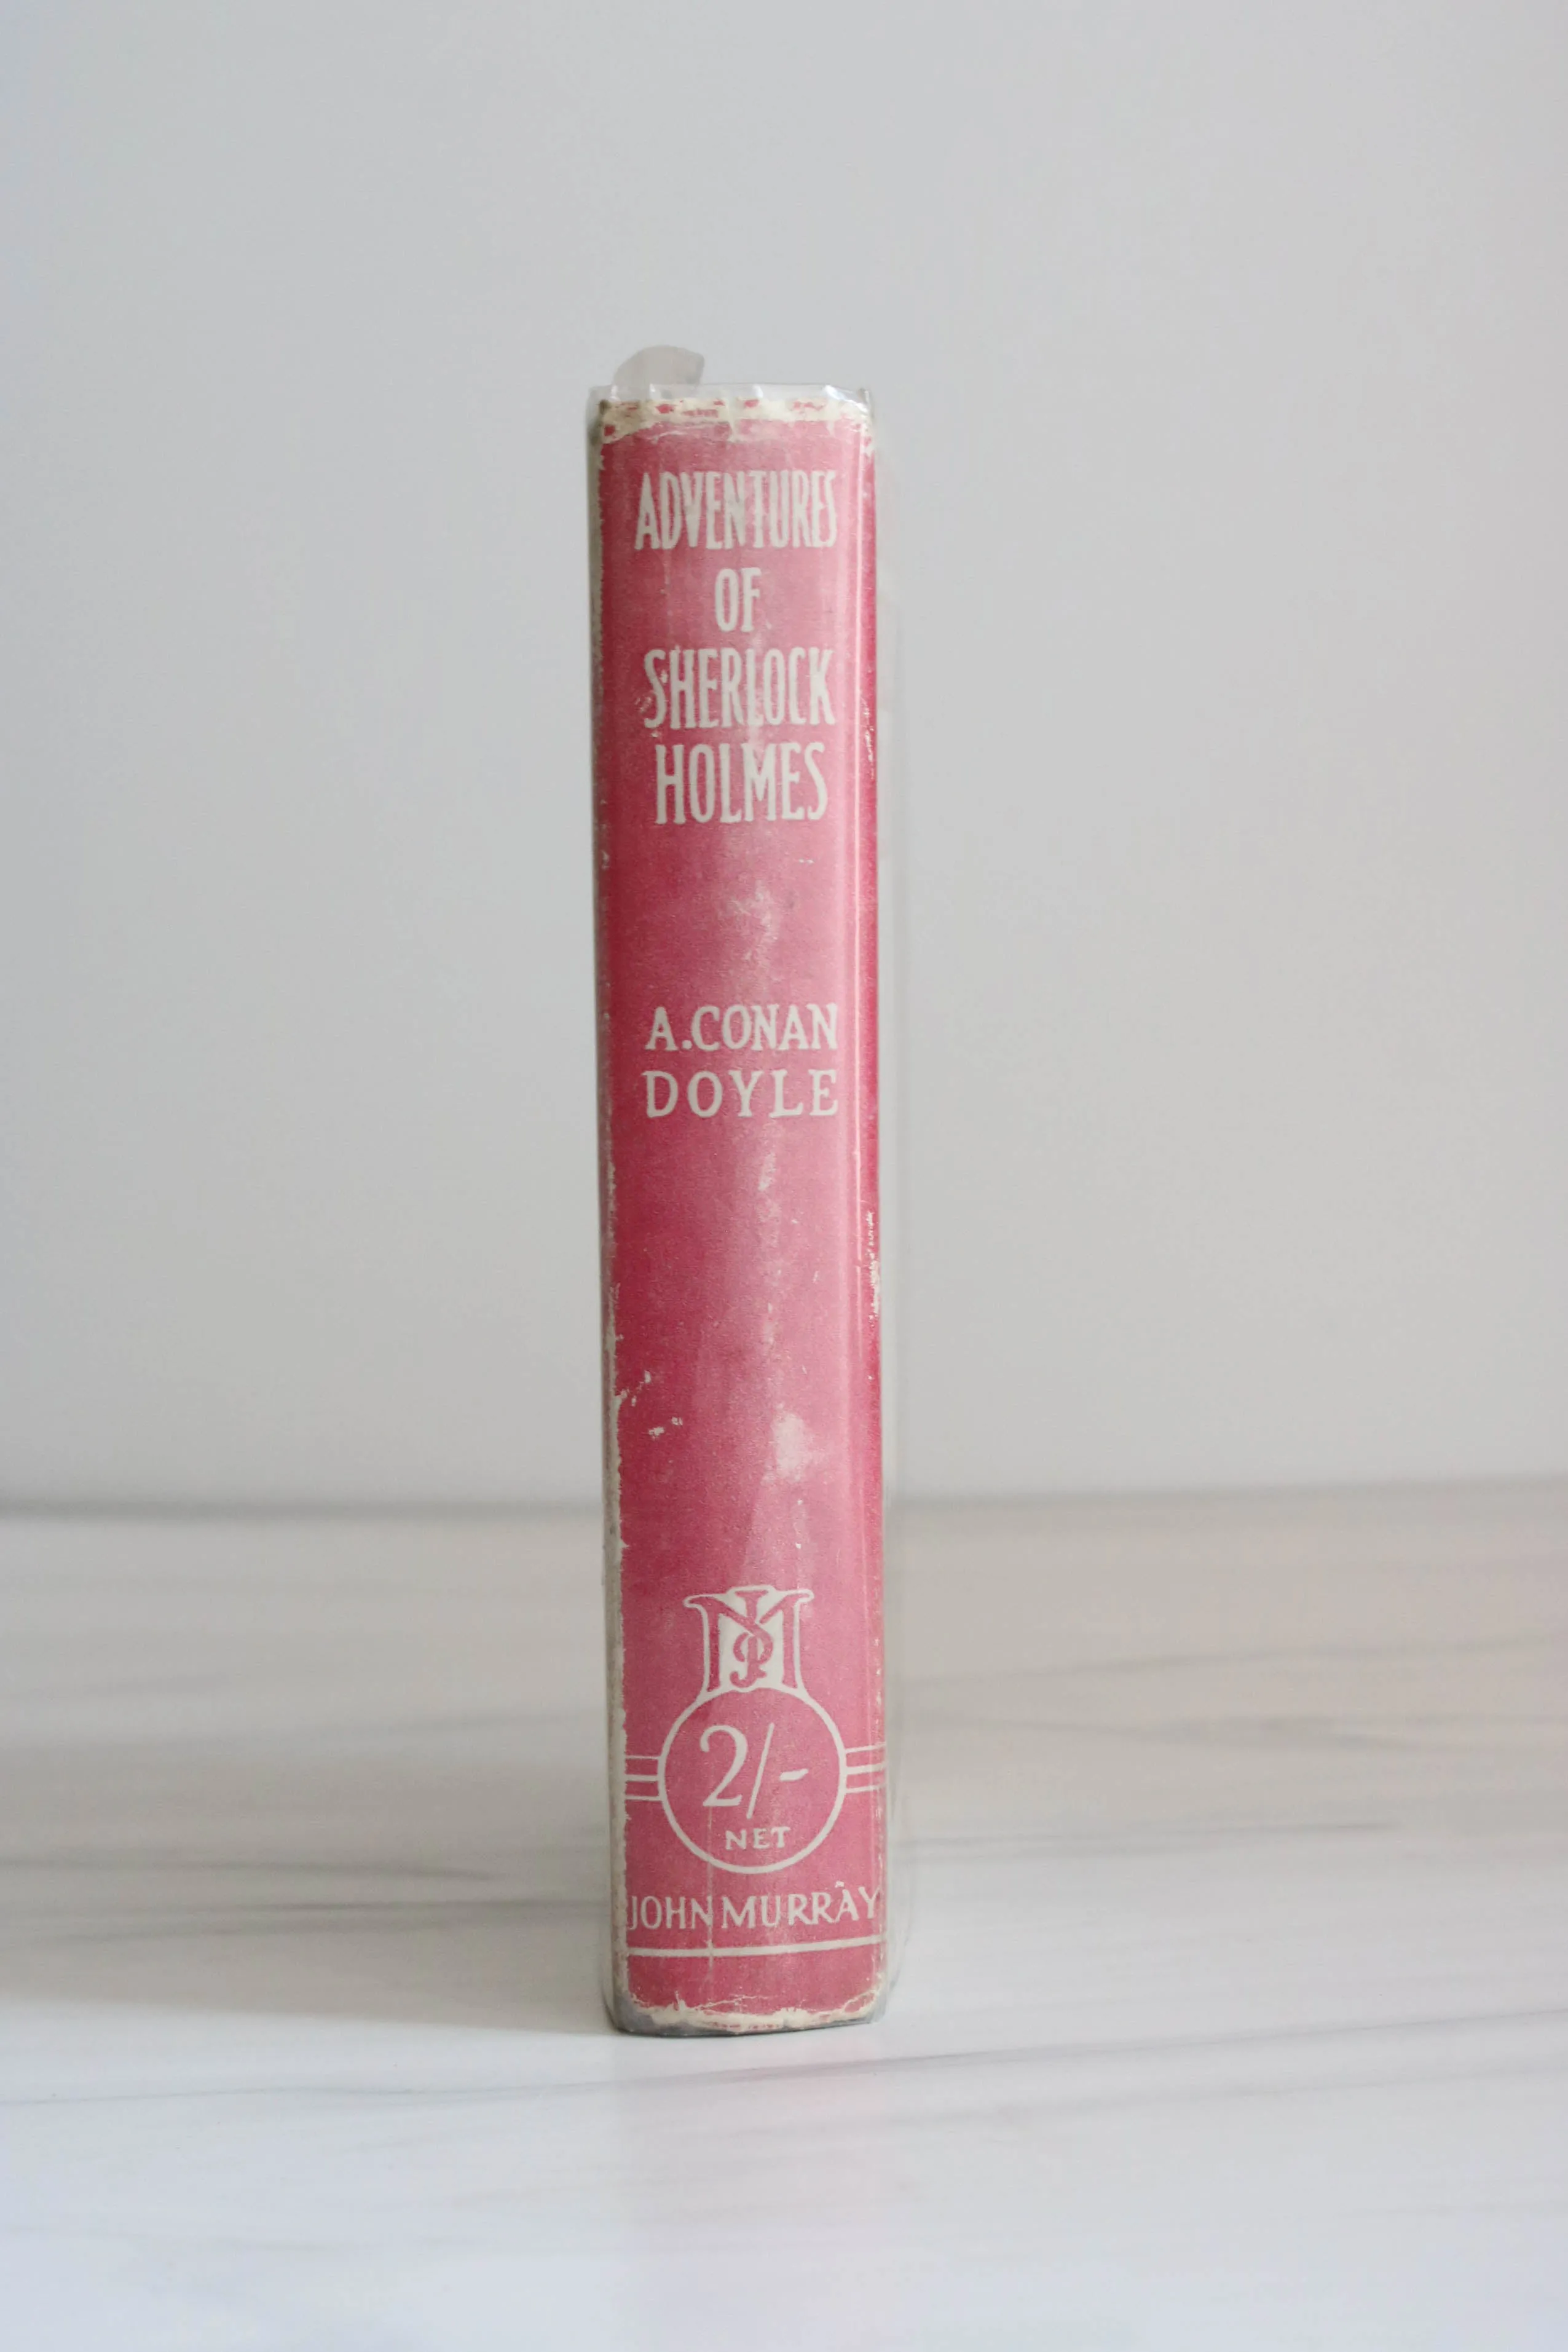 ADVENTURES
OF
SHERLOCK
HOLMES
A. CONAN
DOYLE
JM
2/-
NET
JOHN MURRAY